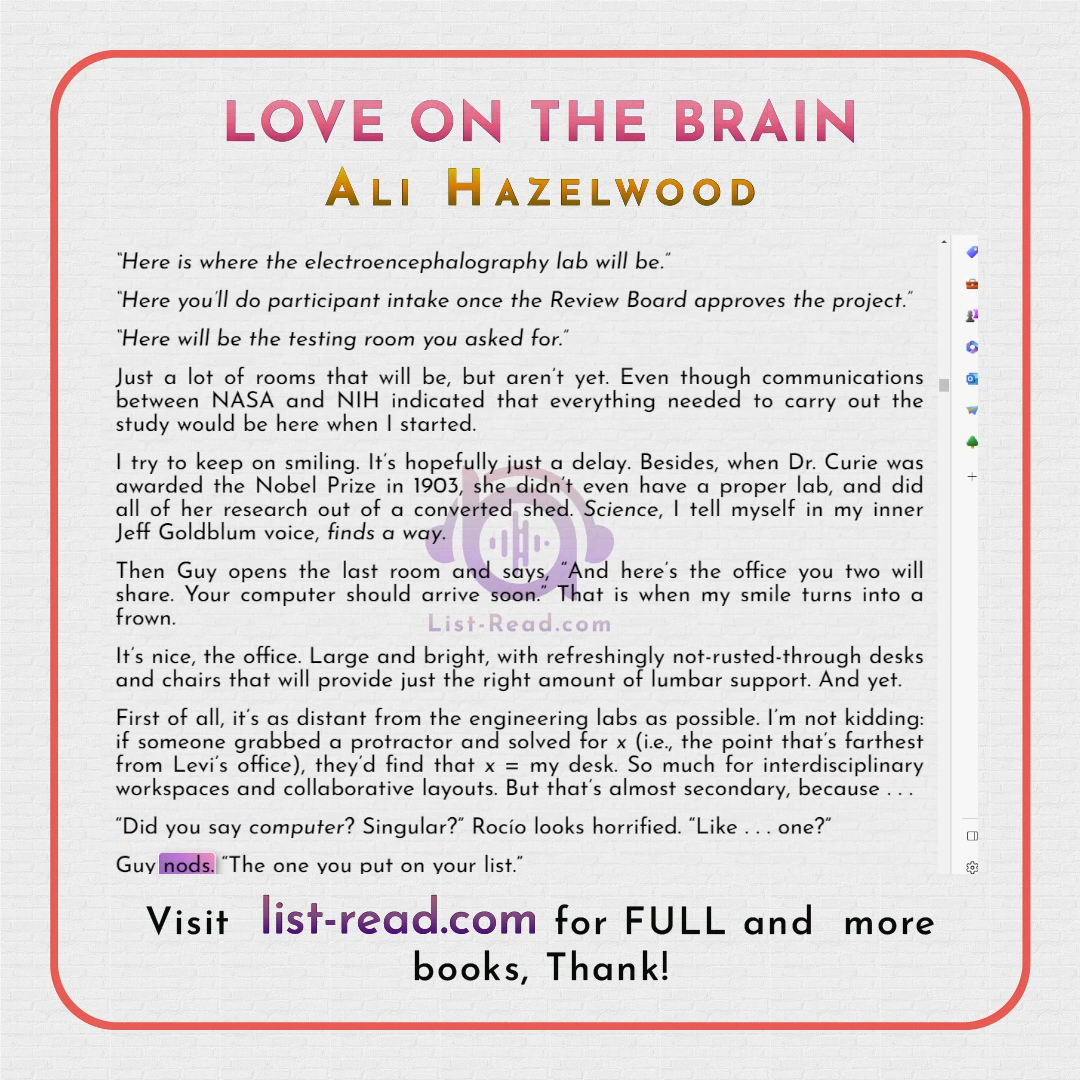 LOVE ON THE BRAIN
ALI HAZELWOOD
“Here is where the electroencephalography lab will be.”
“Here you’ll do participant intake once the Review Board approves the project.”
“Here will be the testing room you asked for.”
Just a lot of rooms that will be, but aren’t yet. Even though communications
between NASA and NIH indicated that everything needed to carry out the
study would be here when I started.
I try to keep on smiling. It’s hopefully just a delay. Besides, when Dr. Curie was
awarded the Nobel Prize in 1903, she didn’t even have a proper lab, and did
all of her research out of a converted shed. Science, I tell myself in my inner
Jeff Goldblum voice, finds a way.
Then Guy opens the last room and says, “And here’s the office you two will
share. Your computer should arrive soon.” That is when my smile turns into a
frown.
List-Read.com
It’s nice, the office. Large and bright, with refreshingly not-rusted-through desks
and chairs that will provide just the right amount of lumbar support. And yet.
First of all, it’s as distant from the engineering labs as possible. I’m not kidding:
if someone grabbed a protractor and solved for x (i.e., the point that’s farthest
from Levi’s office), they’d find that x = my desk. So much for interdisciplinary
workspaces and collaborative layouts. But that’s almost secondary, because . . .
“Did you say computer? Singular?” Rocío looks horrified. “Like . . . one?”
Guy nods. “The one you put on your list.”
Visit list-read.com for FULL and more
books, Thank!